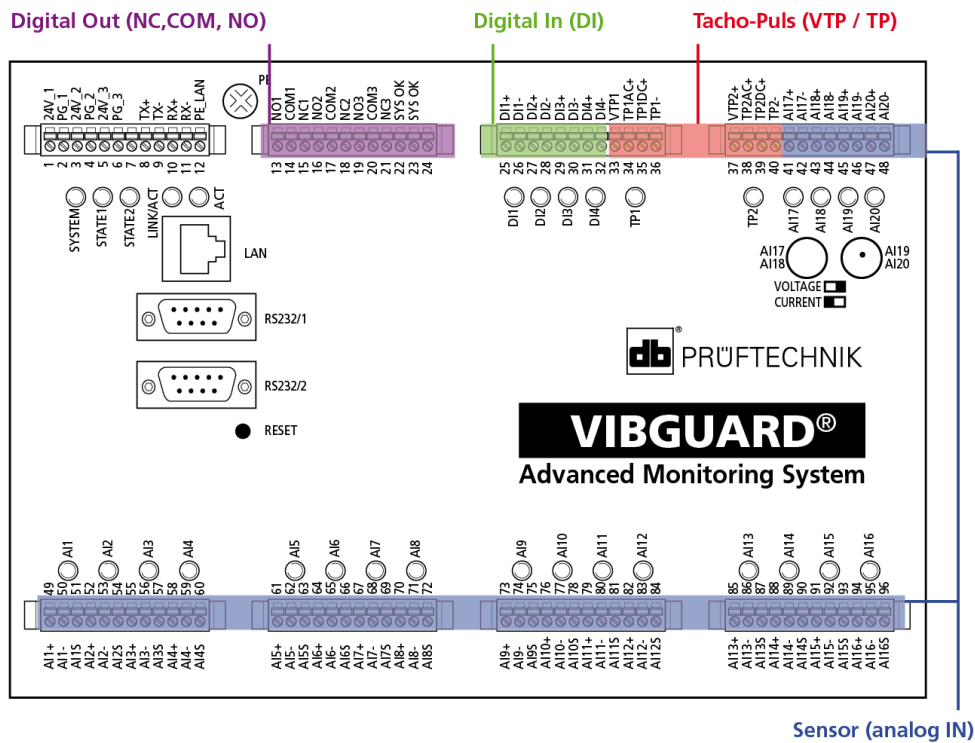 Digital Out (NC,COM, NO) Digital In (DI) Tacho-Puls (VTP / TP)
24V_1 PG_1 24V_2 PG_2 24V_3 PG_3 TX+ TX- RX+ RX- PE_LAN
NO1 COM1 NC1 NO2 COM2 NC2 NO3 COM3 NC3 SYS OK SYS OK
DI1+ DI1- DI2+ DI2- DI3+ DI3- DI4+ DI4- VTP1 TP1AC+ TP1DC+ TP1-
VTP2+ TP2AC+ TP2DC+ TP2- AI17+ AI17- AI18+ AI18- AI19+ AI19- AI20+ AI20-
1 2 3 4 5 6 7 8 9 10 11 12
13 14 15 16 17 18 19 20 21 22 23 24
25 26 27 28 29 30 31 32 33 34 35 36
37 38 39 40 41 42 43 44 45 46 47 48
SYSTEM STATE1 STATE2 LINK/ACT ACT
DI1 DI2 DI3 DI4 TP1
TP2 AI17 AI18 AI19 AI20
LAN
AI17 AI19
AI18 AI20
VOLTAGE
CURRENT
RS232/1
db ® PRÜFTECHNIK
RS232/2
RESET
VIBGUARD®
Advanced Monitoring System
AI1 AI2 AI3 AI4
AI5 AI6 AI7 AI8
AI9 AI10 AI11 AI12
AI13 AI14 AI15 AI16
49 50 51 52 53 54 55 56 57 58 59 60
61 62 63 64 65 66 67 68 69 70 71 72
73 74 75 76 77 78 79 80 81 82 83 84
85 86 87 88 89 90 91 92 93 94 95 96
AI1+ AI1- AI1S AI2+ AI2- AI2S AI3+ AI3- AI3S AI4+ AI4- AI4S
AI5+ AI5- AI5S AI6+ AI6- AI6S AI7+ AI7- AI7S AI8+ AI8- AI8S
AI9+ AI9- AI9S AI10+ AI10- AI10S AI11+ AI11- AI11S AI12+ AI12- AI12S
AI13+ AI13- AI13S AI14+ AI14- AI14S AI15+ AI15- AI15S AI16+ AI16- AI16S
Sensor (analog IN)